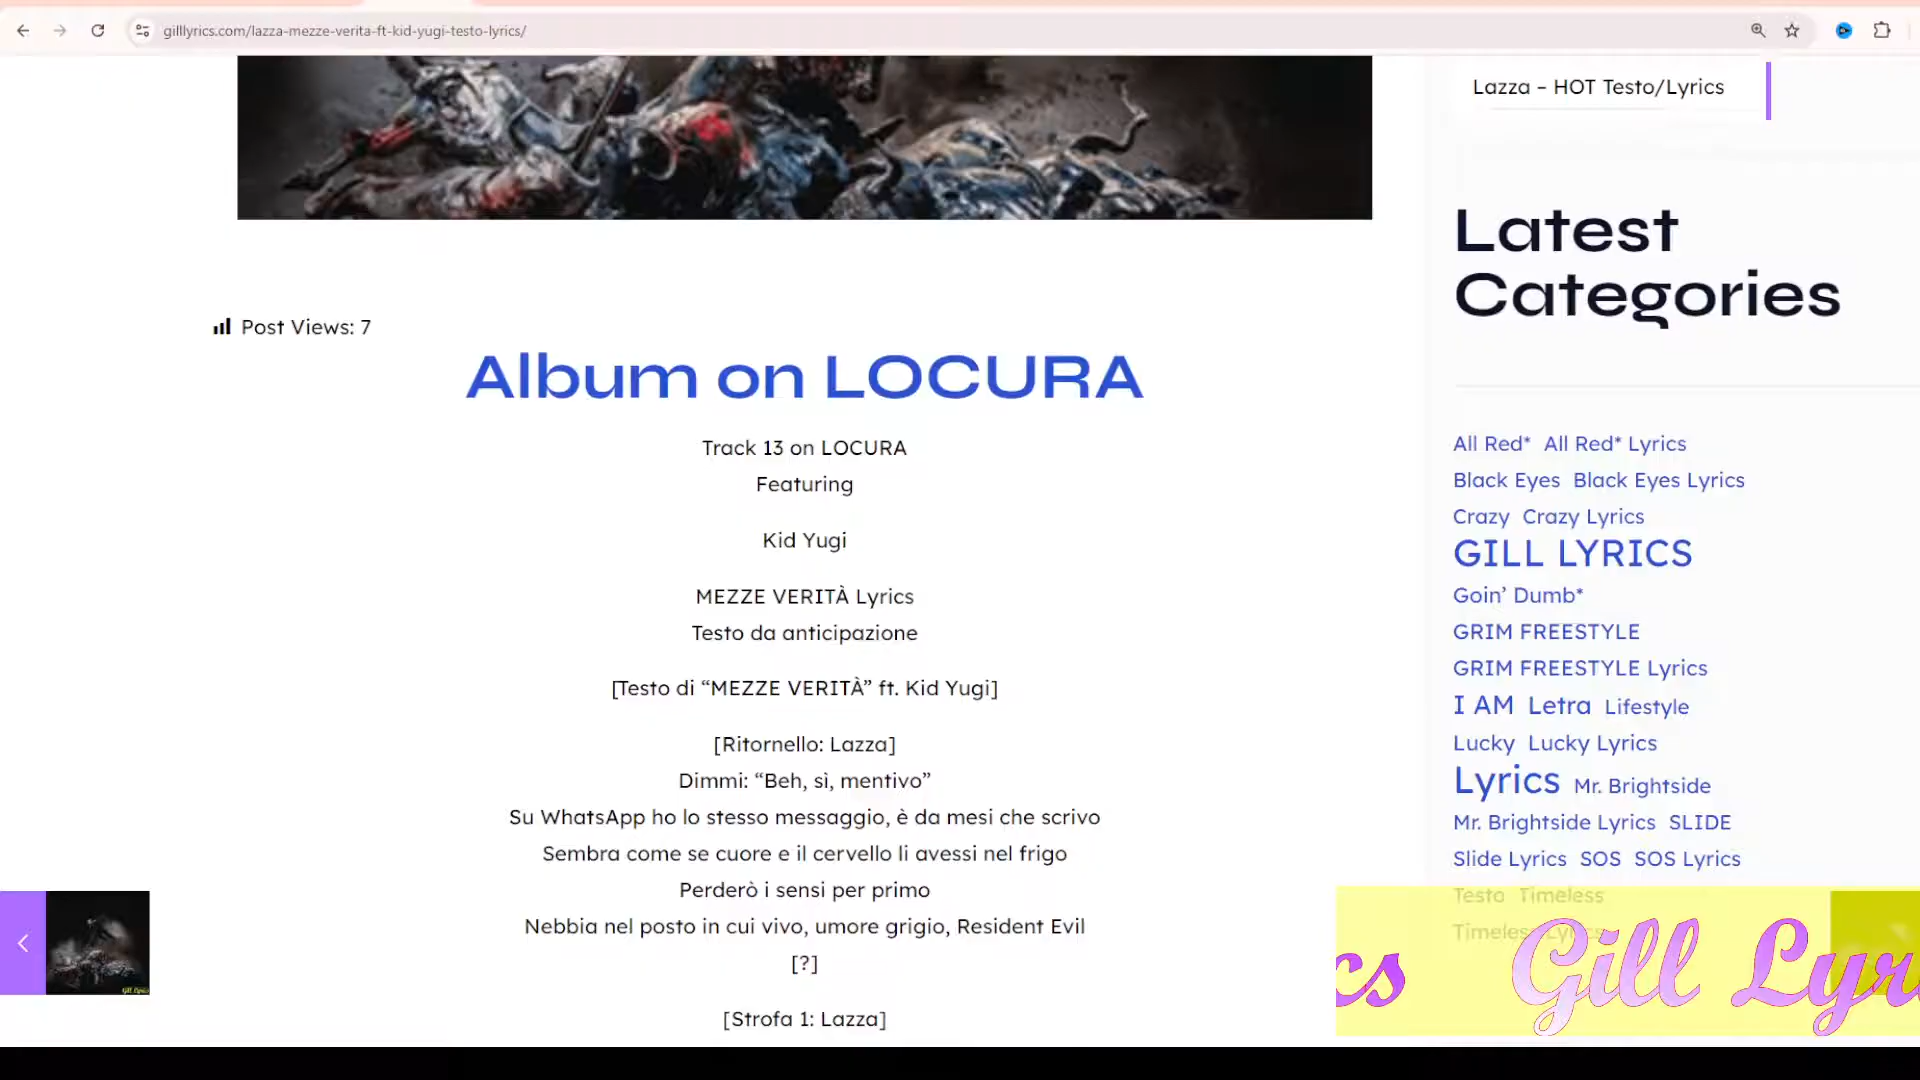 gilllyrics.com/lazza-mezze-verita-ft-kid-yugi-testo-lyrics/
Lazza – HOT Testo/Lyrics
Latest
Categories
All Red* All Red* Lyrics
Black Eyes Black Eyes Lyrics
Crazy Crazy Lyrics
GILL LYRICS
Goin’ Dumb*
GRIM FREESTYLE
GRIM FREESTYLE Lyrics
I AM Letra Lifestyle
Lucky Lucky Lyrics
Lyrics Mr. Brightside
Mr. Brightside Lyrics SLIDE
Slide Lyrics SOS SOS Lyrics
Testo Timeless
Timeless Lyrics
Post Views: 7
Album on LOCURA
Track 13 on LOCURA
Featuring
Kid Yugi
MEZZE VERITÀ Lyrics
Testo da anticipazione
[Testo di “MEZZE VERITÀ” ft. Kid Yugi]
[Ritornello: Lazza]
Dimmi: “Beh, sì, mentivo”
Su WhatsApp ho lo stesso messaggio, è da mesi che scrivo
Sembra come se cuore e il cervello li avessi nel frigo
Perderò i sensi per primo
Nebbia nel posto in cui vivo, umore grigio, Resident Evil
[?]
[Strofa 1: Lazza]
Gill Lyrics
cs Gill Lyr